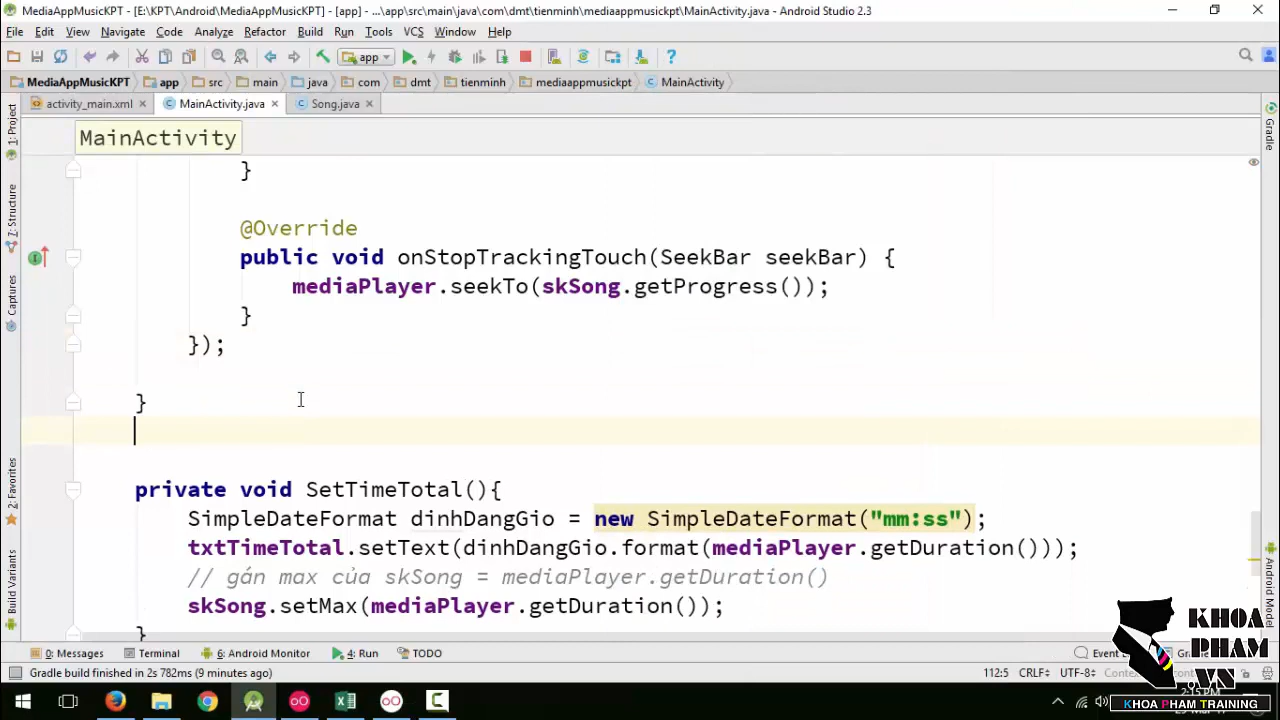 MediaAppMusicKPT - [E:\KPT\Android\MediaAppMusicKPT] - [app] - ...\app\src\main\java\com\dmt\tienminh\mediaappmusickpt\MainActivity.java - Android Studio 2.3
File Edit View Navigate Code Analyze Refactor Build Run Tools VCS Window Help
app
MediaAppMusicKPT app src main java com dmt tienminh mediaappmusickpt MainActivity
activity_main.xml MainActivity.java Song.java
MainActivity
}
@Override
public void onStopTrackingTouch(SeekBar seekBar) {
mediaPlayer.seekTo(skSong.getProgress());
}
});
}
private void SetTimeTotal(){
SimpleDateFormat dinhDangGio = new SimpleDateFormat("mm:ss");
txtTimeTotal.setText(dinhDangGio.format(mediaPlayer.getDuration()));
// gán max của skSong = mediaPlayer.getDuration()
skSong.setMax(mediaPlayer.getDuration());
}
1: Project
7: Structure
Captures
2: Favorites
Build Variants
Gradle
Android Model
0: Messages Terminal 6: Android Monitor 4: Run TODO
Gradle build finished in 2s 782ms (9 minutes ago) 112:5 CRLF÷ UTF-8÷
KHOA
PHAM
.VN
KHOA PHAM TRAINING